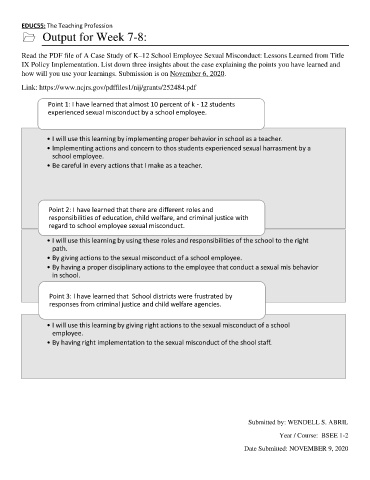 EDUC55: The Teaching Profession
Output for Week 7-8:
Read the PDF file of A Case Study of K–12 School Employee Sexual Misconduct: Lessons Learned from Title
IX Policy Implementation. List down three insights about the case explaining the points you have learned and
how will you use your learnings. Submission is on November 6, 2020.
Link: https://www.ncjrs.gov/pdffiles1/nij/grants/252484.pdf
Point 1: I have learned that almost 10 percent of k - 12 students
experienced sexual misconduct by a school employee.
• I will use this learning by implementing proper behavior in school as a teacher.
• Implementing actions and concern to thos students experienced sexual harrasment by a
school employee.
• Be careful in every actions that I make as a teacher.
Point 2: I have learned that there are different roles and
responsibilities of education, child welfare, and criminal justice with
regard to school employee sexual misconduct.
• I will use this learning by using these roles and responsibilities of the school to the right
path.
• By giving actions to the sexual misconduct of a school employee.
• By having a proper disciplinary actions to the employee that conduct a sexual mis behavior
in school.
Point 3: I have learned that School districts were frustrated by
responses from criminal justice and child welfare agencies.
• I will use this learning by giving right actions to the sexual misconduct of a school
employee.
• By having right implementation to the sexual misconduct of the shool staff.
Submitted by: WENDELL S. ABRIL
Year / Course: BSEE 1-2
Date Submitted: NOVEMBER 9, 2020